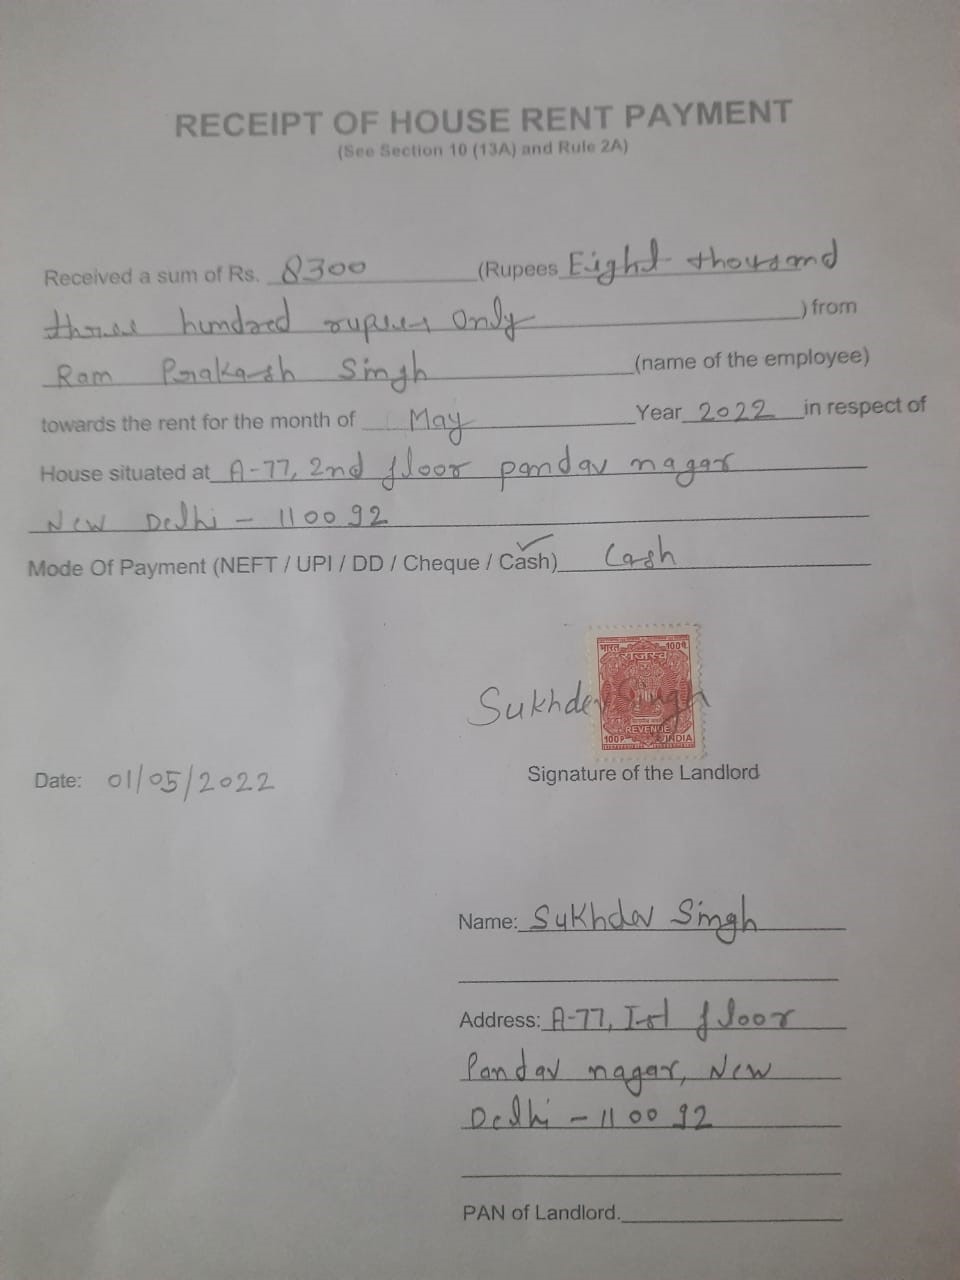 RECEIPT OF HOUSE RENT PAYMENT
(See Section 10 (13A) and Rule 2A)
Received a sum of Rs. 8300 (Rupees Eight thousand
three hundred rupees Only ) from
Ram Prakash Singh (name of the employee)
towards the rent for the month of May Year 2022 in respect of
House situated at A-77, 2nd floor pandav nagar
New Delhi - 110092
Mode Of Payment (NEFT / UPI / DD / Cheque / Cash) Cash
भारत 100प
राजस्व
Sukhdev Singh
REVENUE
100P INDIA
Signature of the Landlord
Date: 01/05/2022
Name: Sukhdev Singh
Address: A-77, Ist floor
Pandav nagar, New
Delhi - 110092
PAN of Landlord.